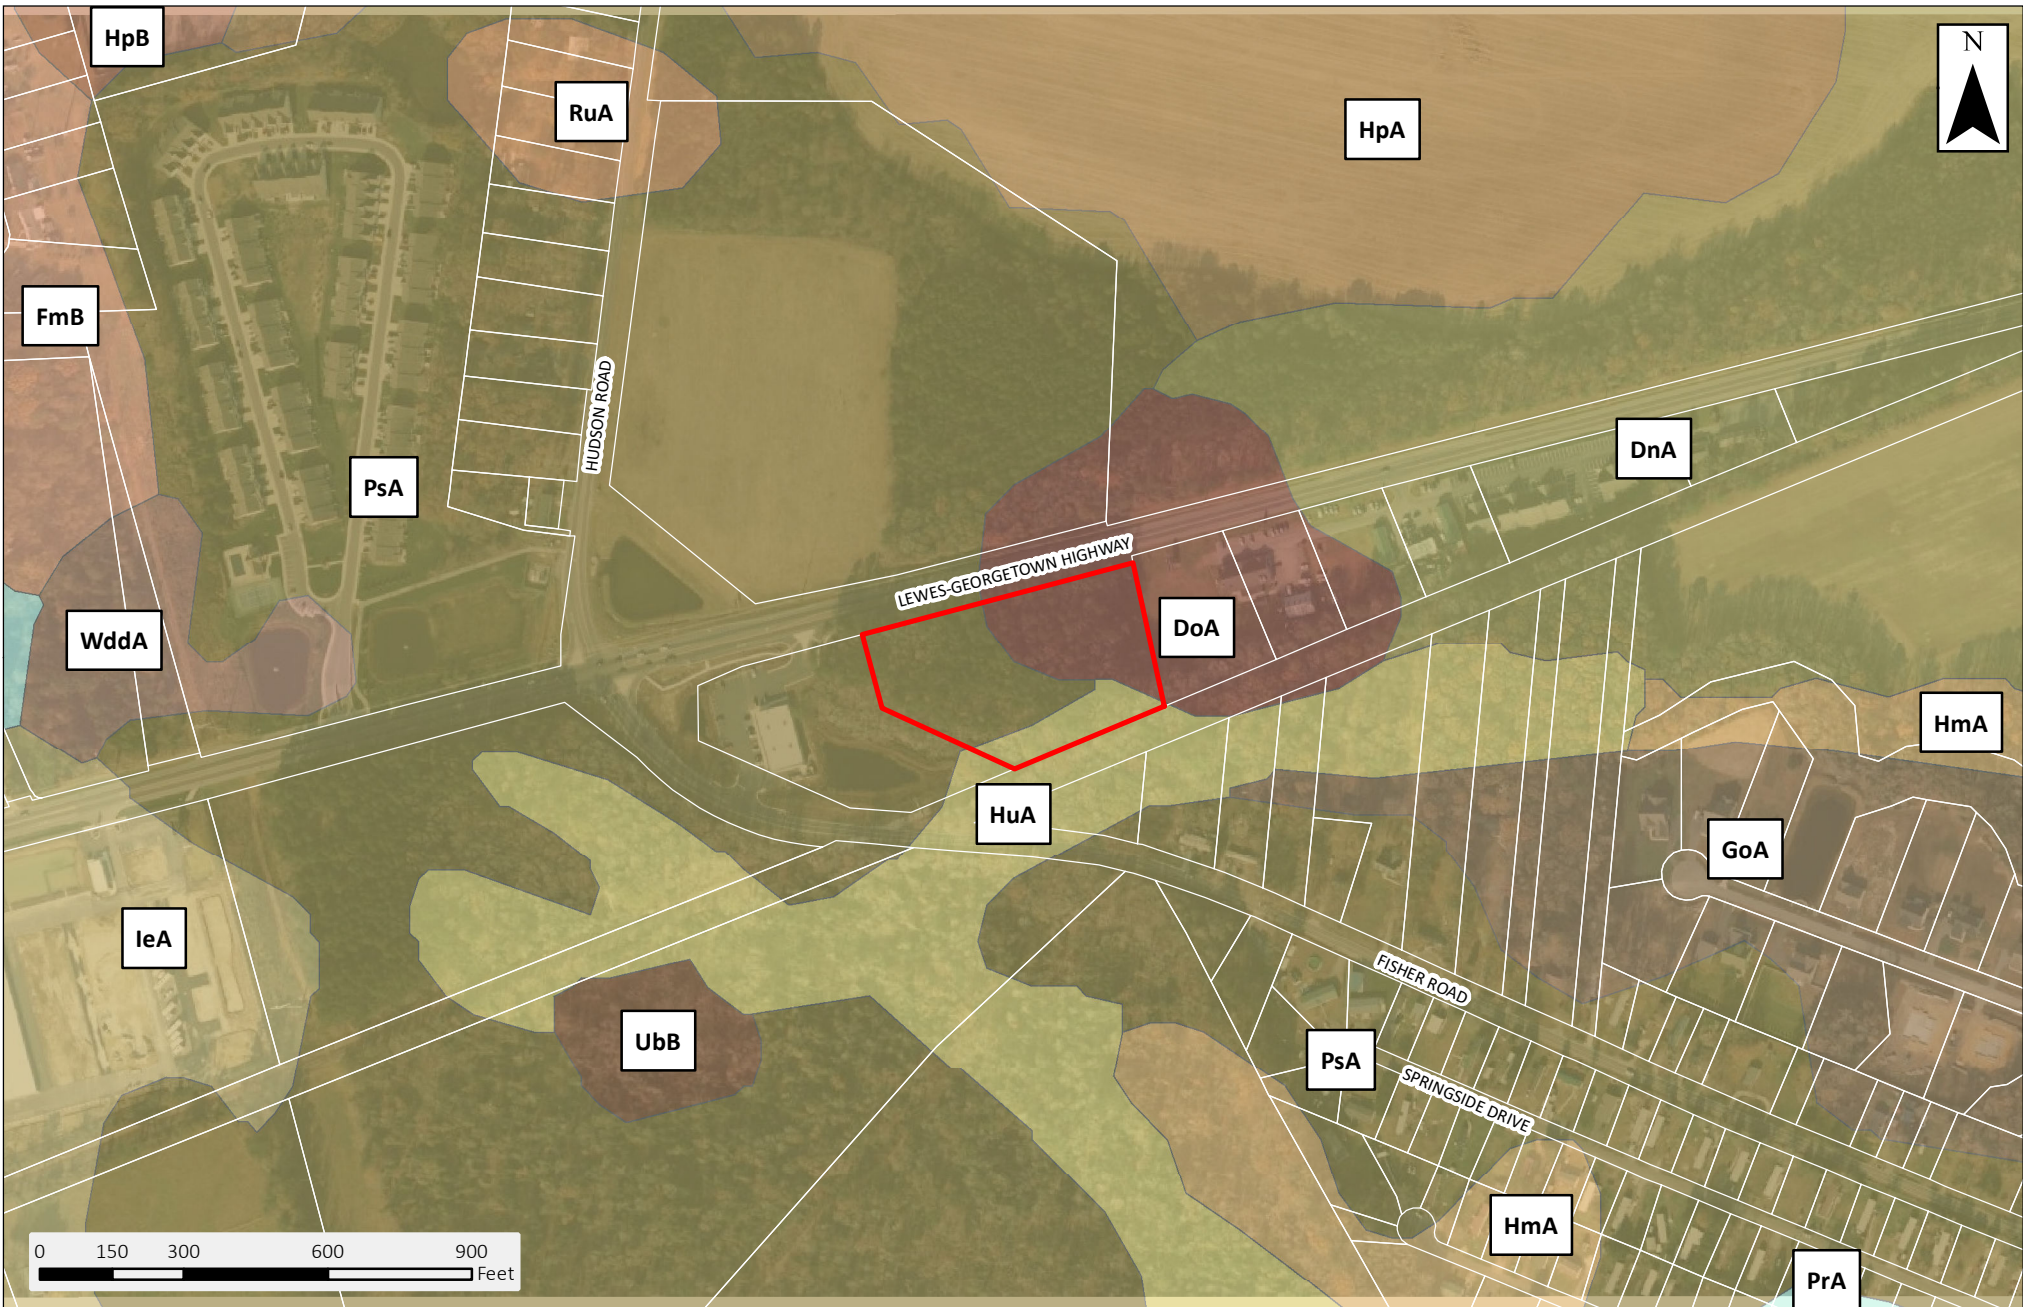 HpB
N
RuA
HpA
FmB
HUDSON ROAD
DnA
PsA
LEWES-GEORGETOWN HIGHWAY
DoA
WddA
HmA
HuA
GoA
IeA
FISHER ROAD
UbB
PsA
SPRINGSIDE DRIVE
HmA
0 150 300 600 900
Feet
PrA